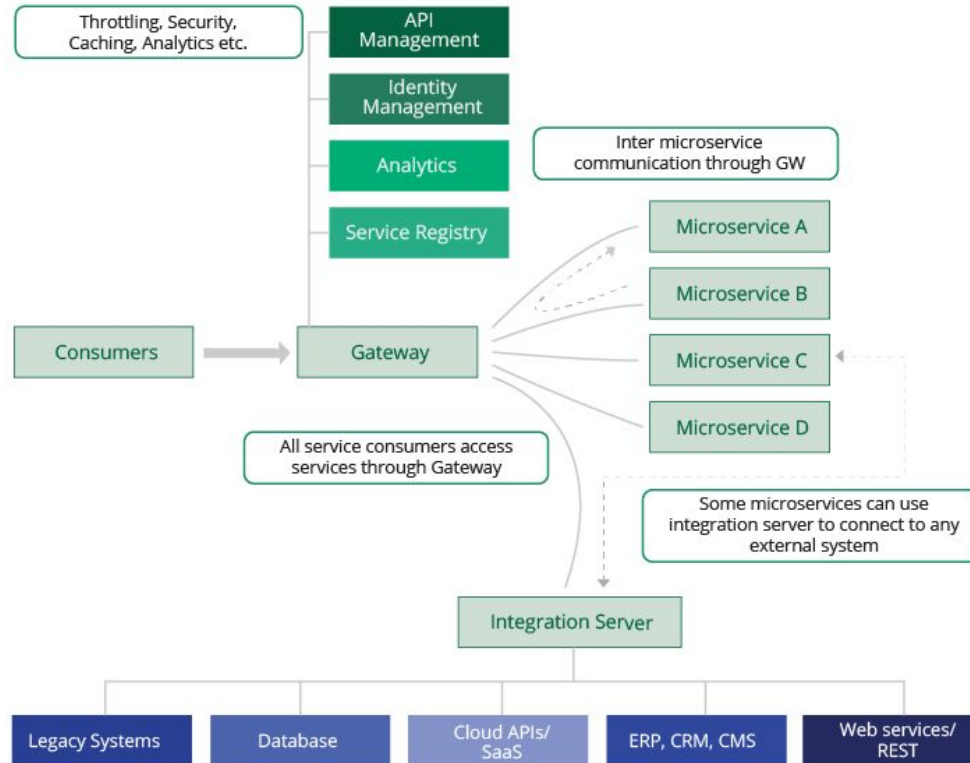 Throttling, Security,
Caching, Analytics etc.
API
Management
Identity
Management
Analytics
Service Registry
Inter microservice
communication through GW
Microservice A
Microservice B
Microservice C
Microservice D
Consumers
Gateway
All service consumers access
services through Gateway
Some microservices can use
integration server to connect to any
external system
Integration Server
Legacy Systems
Database
Cloud APIs/
SaaS
ERP, CRM, CMS
Web services/
REST